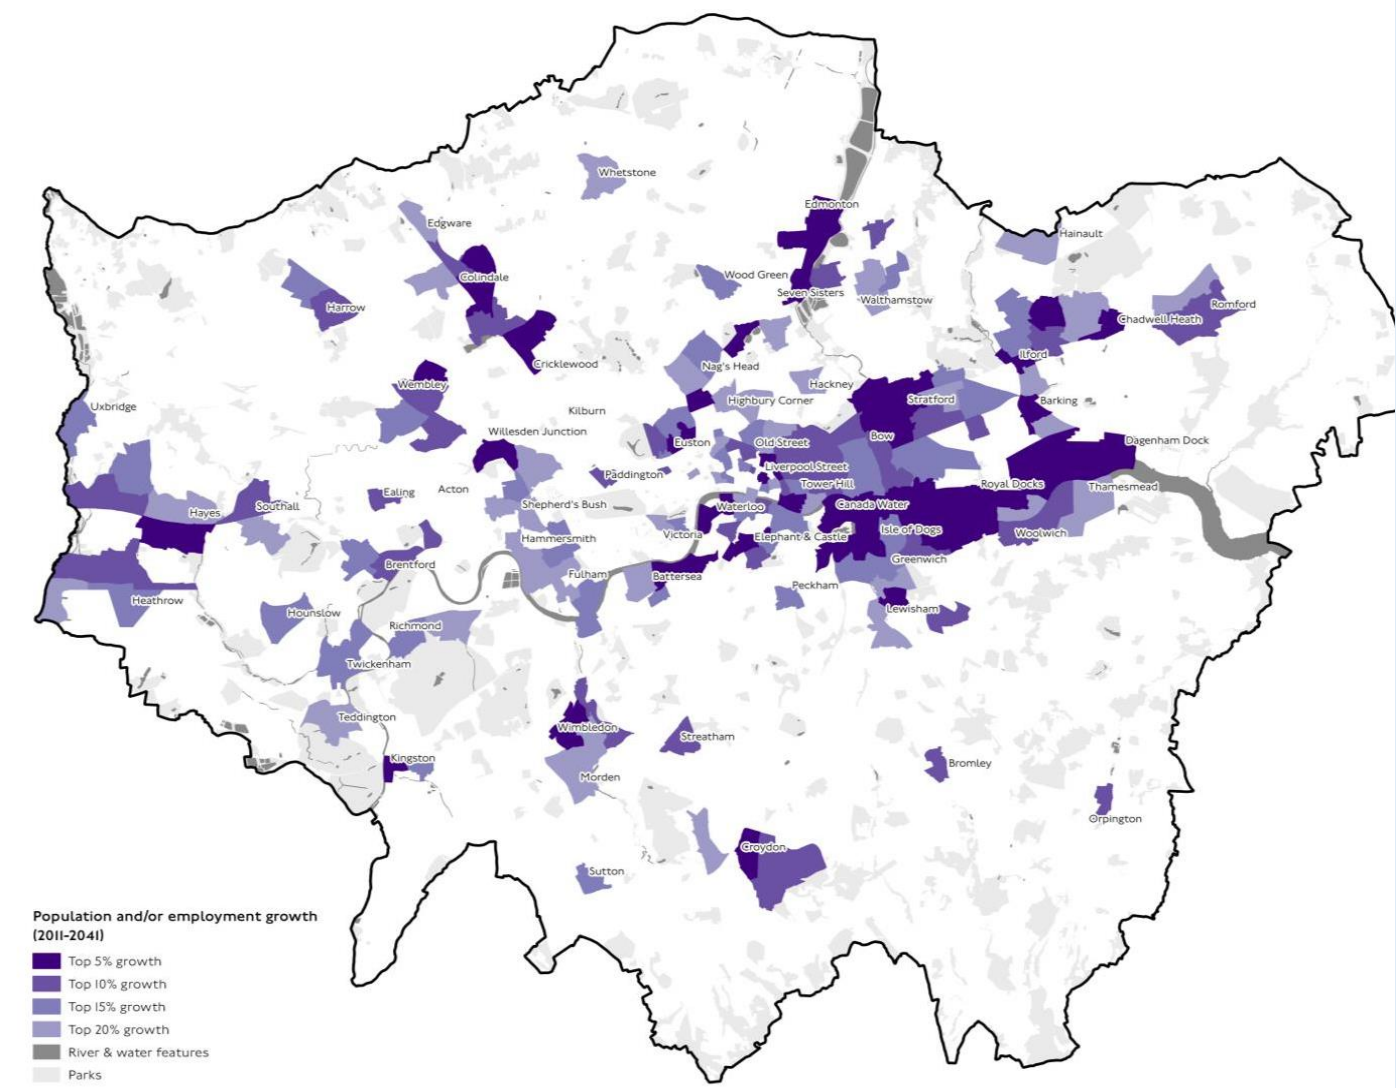 Whetstone
Edmonton
Edgware
Hainault
Wood Green
Colindale
Seven Sisters
Walthamstow
Harrow
Romford
Chadwell Heath
Ilford
Cricklewood
Nag's Head
Wembley
Hackney
Highbury Corner
Stratford
Barking
Uxbridge
Kilburn
Willesden Junction
Euston
Old Street
Bow
Dagenham Dock
Liverpool Street
Paddington
Tower Hill
Royal Docks
Thamesmead
Ealing
Acton
Southall
Hayes
Shepherd's Bush
Waterloo
Canada Water
Isle of Dogs
Woolwich
Victoria
Elephant & Castle
Hammersmith
Greenwich
Brentford
Fulham
Battersea
Peckham
Heathrow
Hounslow
Lewisham
Richmond
Twickenham
Teddington
Wimbledon
Streatham
Kingston
Bromley
Morden
Orpington
Croydon
Sutton
Population and/or employment growth
(2011-2041)
Top 5% growth
Top 10% growth
Top 15% growth
Top 20% growth
River & water features
Parks